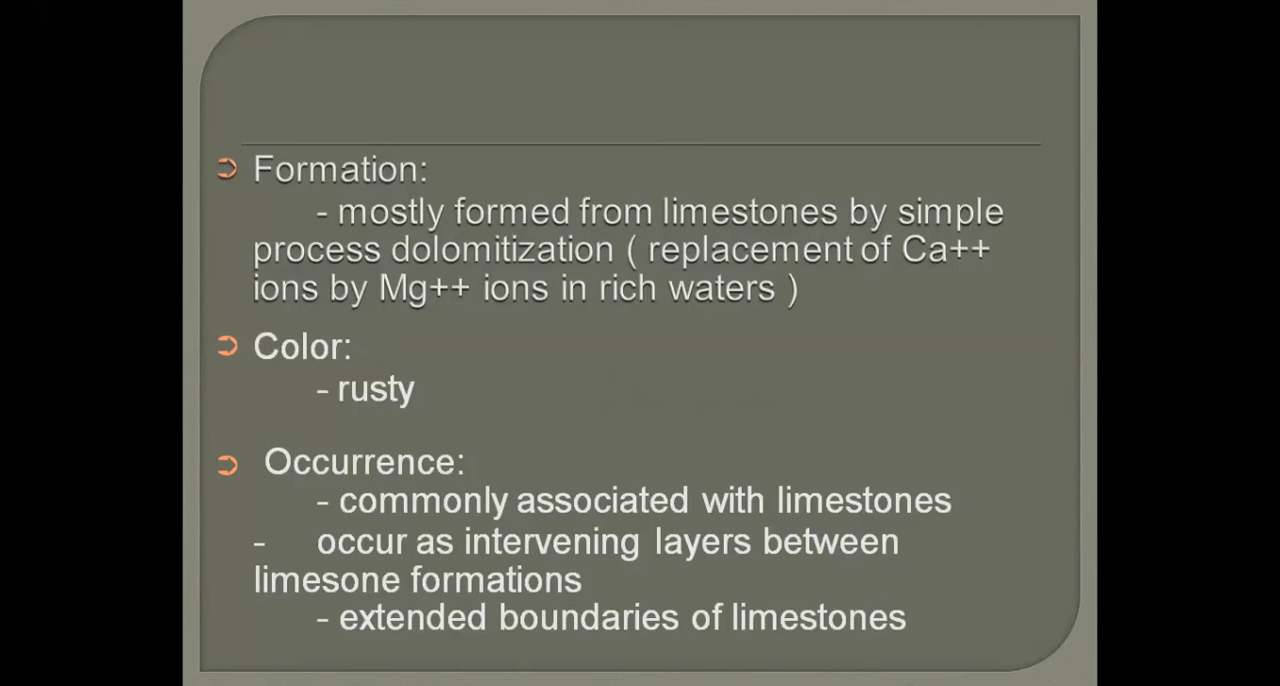 Formation:
- mostly formed from limestones by simple
process dolomitization ( replacement of Ca++
ions by Mg++ ions in rich waters )
Color:
- rusty
Occurrence:
- commonly associated with limestones
- occur as intervening layers between
limesone formations
- extended boundaries of limestones